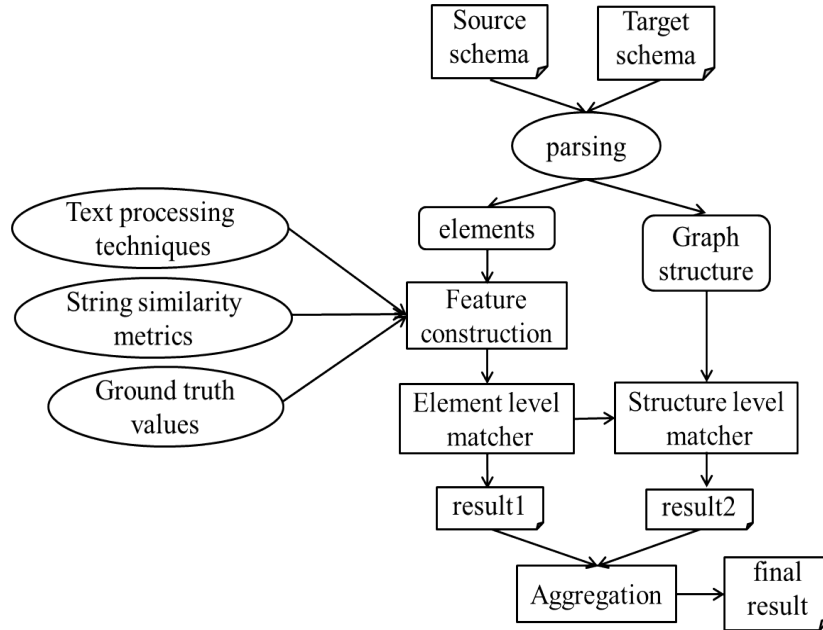 Source
schema
Target
schema
parsing
Text processing
techniques
elements
Graph
structure
String similarity
metrics
Feature
construction
Ground truth
values
Element level
matcher
Structure level
matcher
result1
result2
Aggregation
final
result